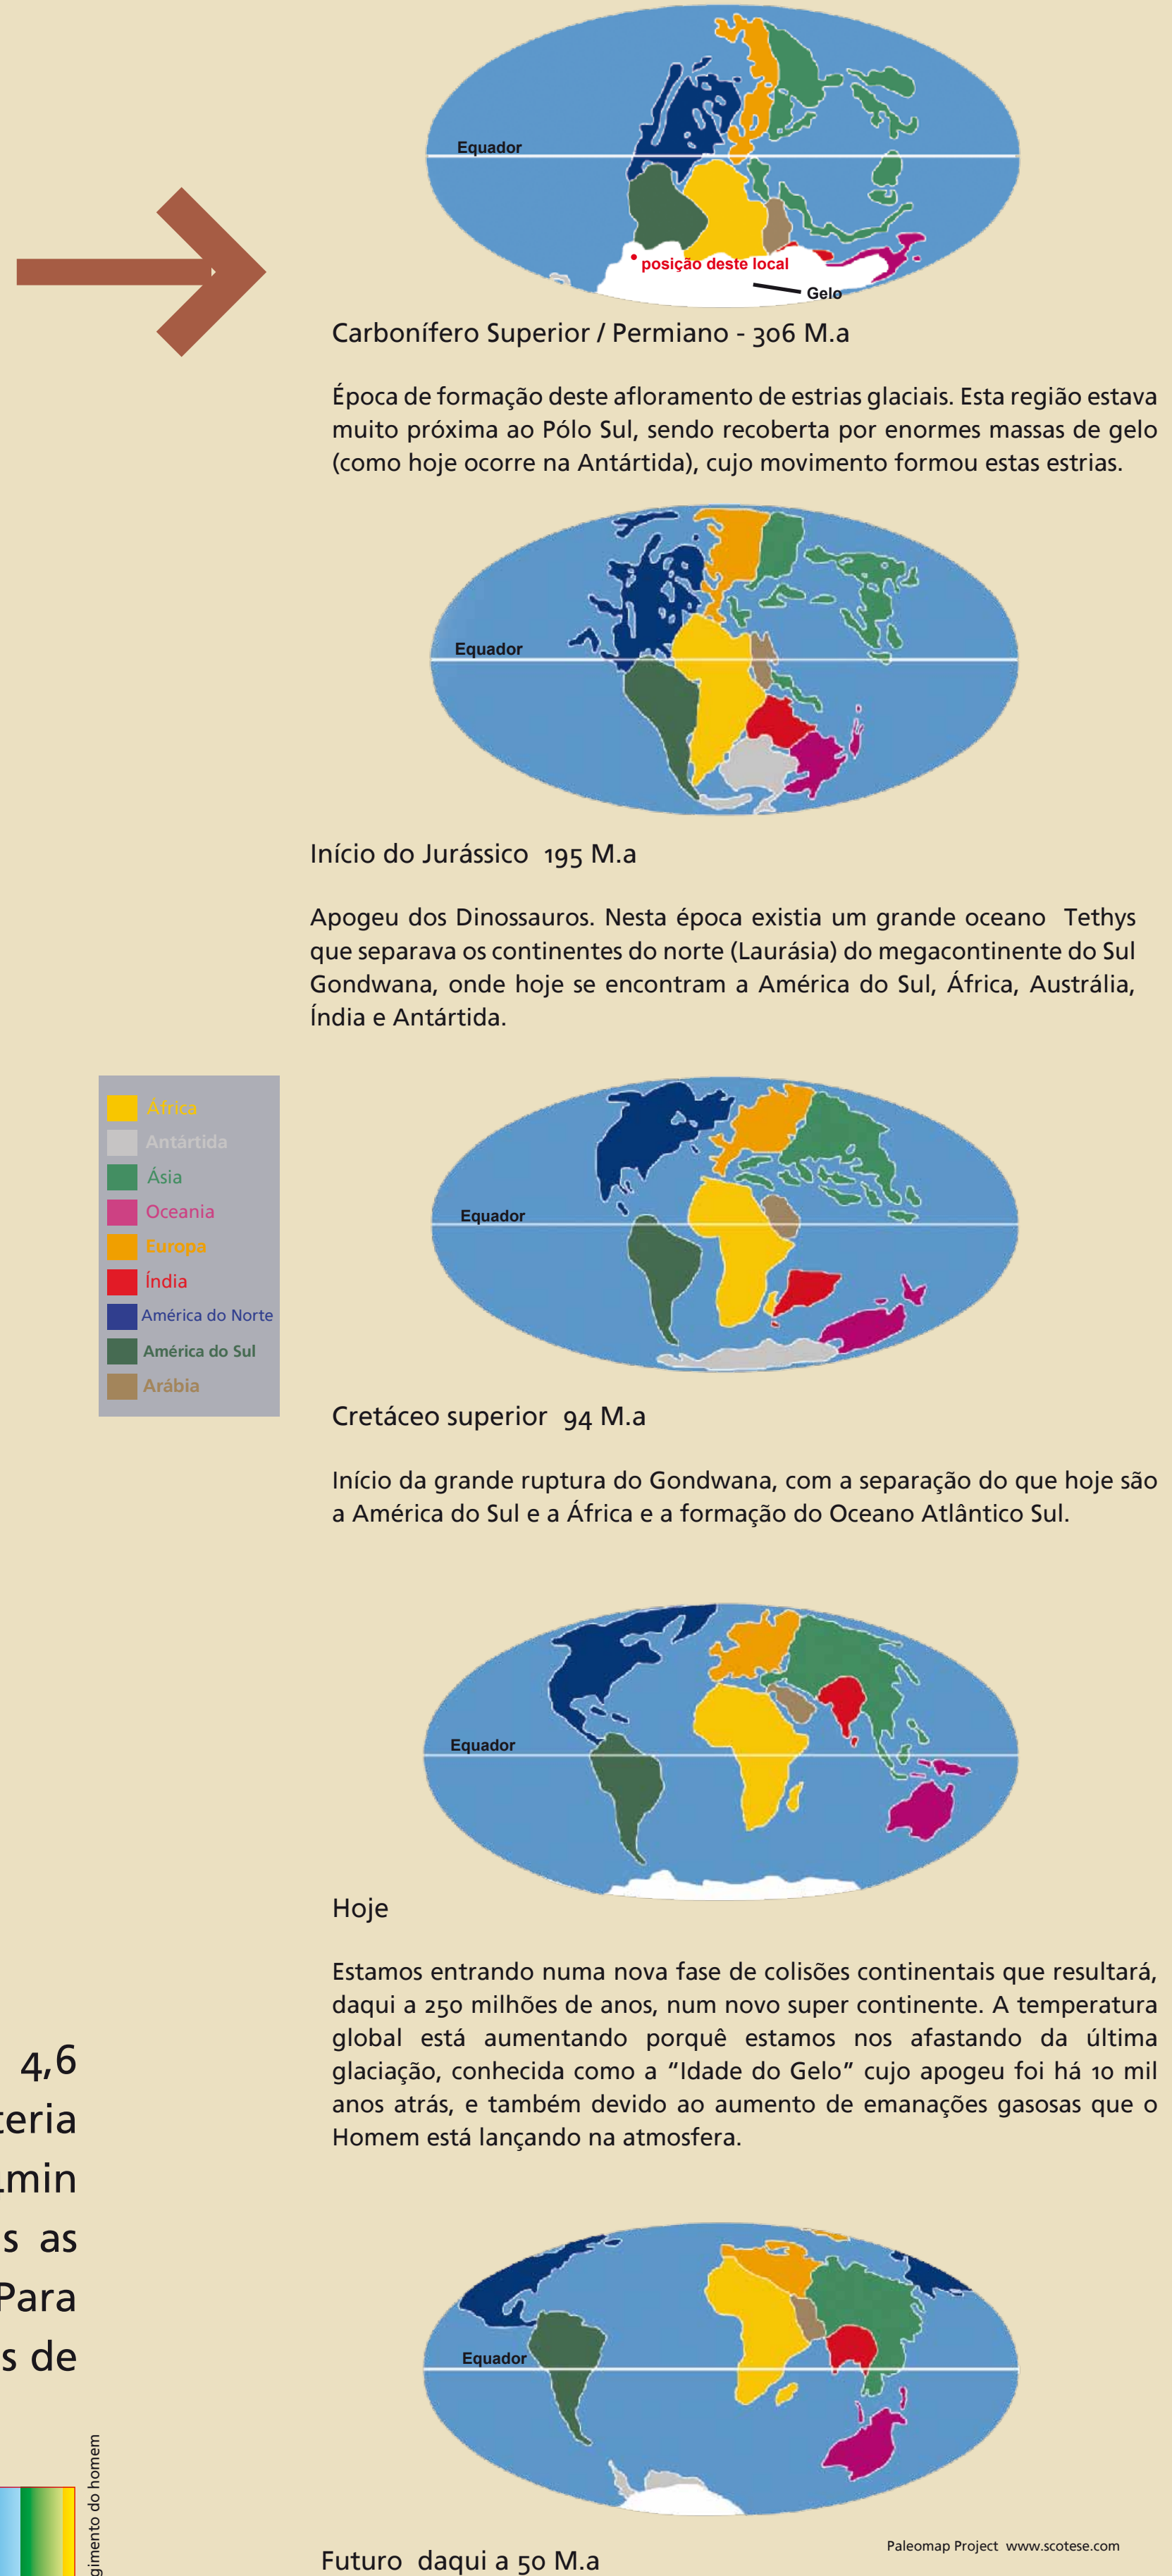 Equador
posição deste local
Gelo
Carbonífero Superior / Permiano - 306 M.a
Época de formação deste afloramento de estrias glaciais. Esta região estava
muito próxima ao Pólo Sul, sendo recoberta por enormes massas de gelo
(como hoje ocorre na Antártida), cujo movimento formou estas estrias.
Equador
Início do Jurássico 195 M.a
Apogeu dos Dinossauros. Nesta época existia um grande oceano Tethys
que separava os continentes do norte (Laurásia) do megacontinente do Sul
Gondwana, onde hoje se encontram a América do Sul, África, Austrália,
Índia e Antártida.
África
Antártida
Ásia
Oceania
Europa
Índia
América do Norte
América do Sul
Arábia
Equador
Cretáceo superior 94 M.a
Início da grande ruptura do Gondwana, com a separação do que hoje são
a América do Sul e a África e a formação do Oceano Atlântico Sul.
Equador
Hoje
Estamos entrando numa nova fase de colisões continentais que resultará,
daqui a 250 milhões de anos, num novo super continente. A temperatura
global está aumentando porquê estamos nos afastando da última
glaciação, conhecida como a “Idade do Gelo” cujo apogeu foi há 10 mil
anos atrás, e também devido ao aumento de emanações gasosas que o
Homem está lançando na atmosfera.
4,6
teria
1min
s as
Para
s de
gimento do homem
Equador
Paleomap Project www.scotese.com
Futuro daqui a 50 M.a